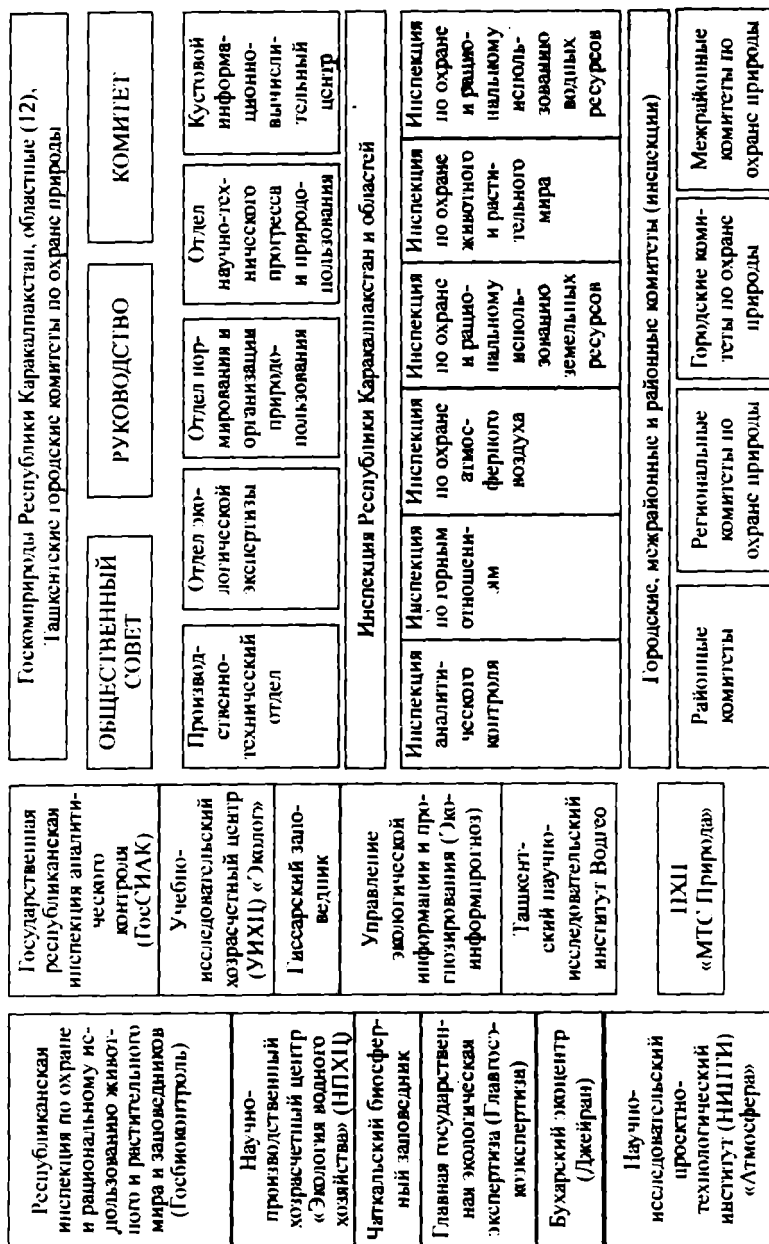 Госкомприроды Республики Каракалпакстан, областные (12),
Ташкентские городские комитеты по охране природы
ОБЩЕСТВЕННЫЙ
СОВЕТ
РУКОВОДСТВО
КОМИТЕТ
Производ-
ственно-
технический
отдел
Отдел эко-
логической
экспертизы
Отдел нор-
мирования и
организации
природо-
пользования
Отдел
научно-тех-
нического
прогресса
и природо-
пользования
Кустовой
информа-
ционно-
вычисли-
тельный
центр
Инспекция Республики Каракалпакстан и областей
Инспекция
аналити-
ческого
контроля
Инспекция
по горным
отношени-
ям
Инспекция
по охране
атмос-
ферного
воздуха
Инспекция
по охране
и рацио-
нальному
исполь-
зованию
земельных
ресурсов
Инспекция
по охране
животного
и расти-
тельного
мира
Инспекция
по охране
и рацио-
нальному
исполь-
зованию
водных
ресурсов
Городские, межрайонные и районные комитеты (инспекции)
Районные
комитеты
Региональные
комитеты по
охране природы
Городские коми-
теты по охране
природы
Межрайонные
комитеты по
охране природы
Государственная
республиканская
инспекция аналити-
ческого
контроля
(ГосСИАК)
Учебно-
исследовательский
хозрасчетный центр
(УИХЦ) «Эколог»
Гиссарский запо-
ведник
Управление
экологической
информации и про-
гнозирования (Эко-
информпрогноз)
Ташкент-
ский научно-
исследовательский
институт Водгео
ПХЦ
«МТС Природа»
Республиканская
инспекция по охране
и рациональному ис-
пользованию живот-
ного и растительного
мира и заповедников
(Госбиоконтроль)
Научно-
производственный
хозрасчетный центр
«Экология водного
хозяйства» (НПХЦ)
Чаткальский биосфер-
ный заповедник
Главная государствен-
ная экологическая
экспертиза (Главгос-
экоэкспертиза)
Бухарский экоцентр
(Джейран)
Научно-
исследовательский
проектно-
технологический
институт (НИПТИ)
«Атмосфера»